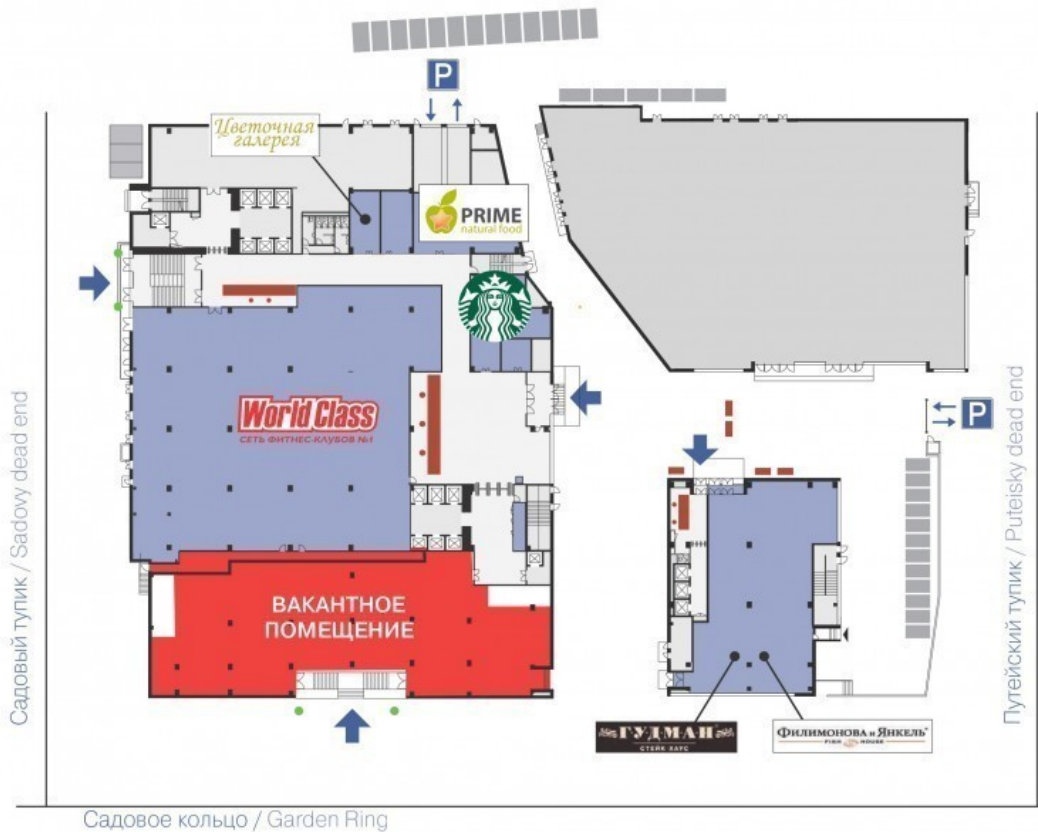 P
Цветочная
галерея
PRIME
natural food
World Class
СЕТЬ ФИТНЕС-КЛУБОВ №1
P
ВАКАНТНОЕ
ПОМЕЩЕНИЕ
ГУДМАН
СТЕЙК ХАУС
ФИЛИМОНОВА и ЯНКЕЛЬ
FISH HOUSE
Садовый тупик / Sadovy dead end
Путейский тупик / Puteisky dead end
Садовое кольцо / Garden Ring